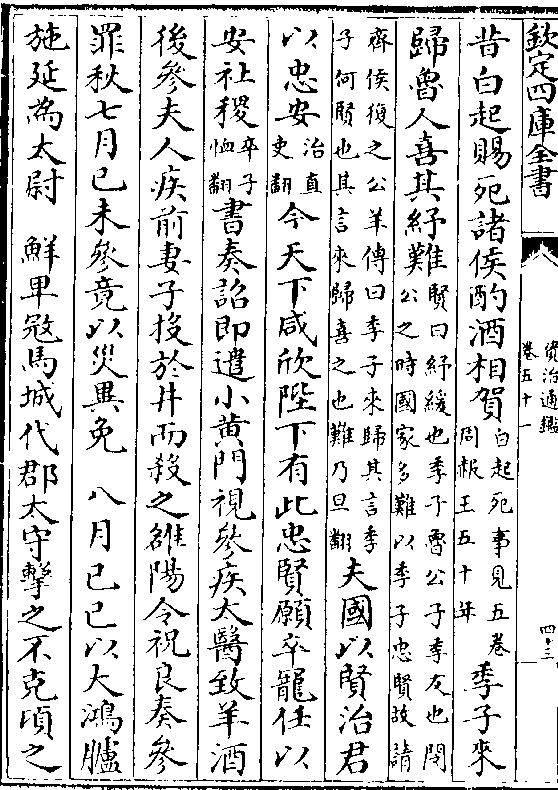 欽定四庫全書
資治通鑑
卷五十一
四三
昔白起賜死諸侯酌酒相賀白起死事見五卷周赧王五十年季子來
歸魯人喜其紓難賢曰紓緩也季子魯公子季友也閔公之時國家多難以季子忠賢故請
齊侯復之公羊傳曰季子來歸其言季子何賢也其言來歸喜之也難乃旦翻夫國以賢治君
以忠安治直吏翻今天下咸欣陛下有此忠賢願卒寵任以
安社稷卒子恤翻書奏詔即遣小黄門視參疾太醫致羊酒
後參夫人疾前妻子投於井而殺之雒陽令祝良奏參
罪秋七月己未參竟以災異免 八月己巳以大鴻臚
施延為太尉 鮮卑寇馬城代郡太守擊之不克頃之